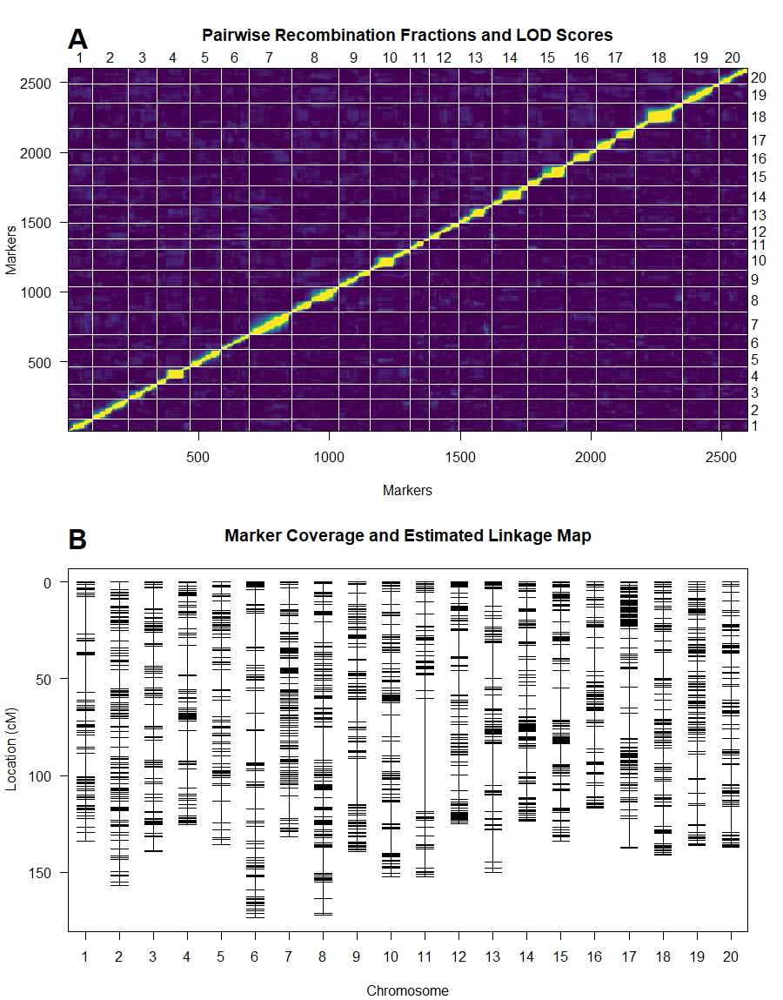 A
Pairwise Recombination Fractions and LOD Scores
1 2 3 4 5 6 7 8 9 10 11 12 13 14 15 16 17 18 19 20
2500
2000
1500
1000
500
Markers
20
19
18
17
16
15
14
13
12
11
10
9
8
7
6
5
4
3
2
1
500 1000 1500 2000 2500
Markers
B
Marker Coverage and Estimated Linkage Map
0
50
100
150
Location (cM)
1 2 3 4 5 6 7 8 9 10 11 12 13 14 15 16 17 18 19 20
Chromosome